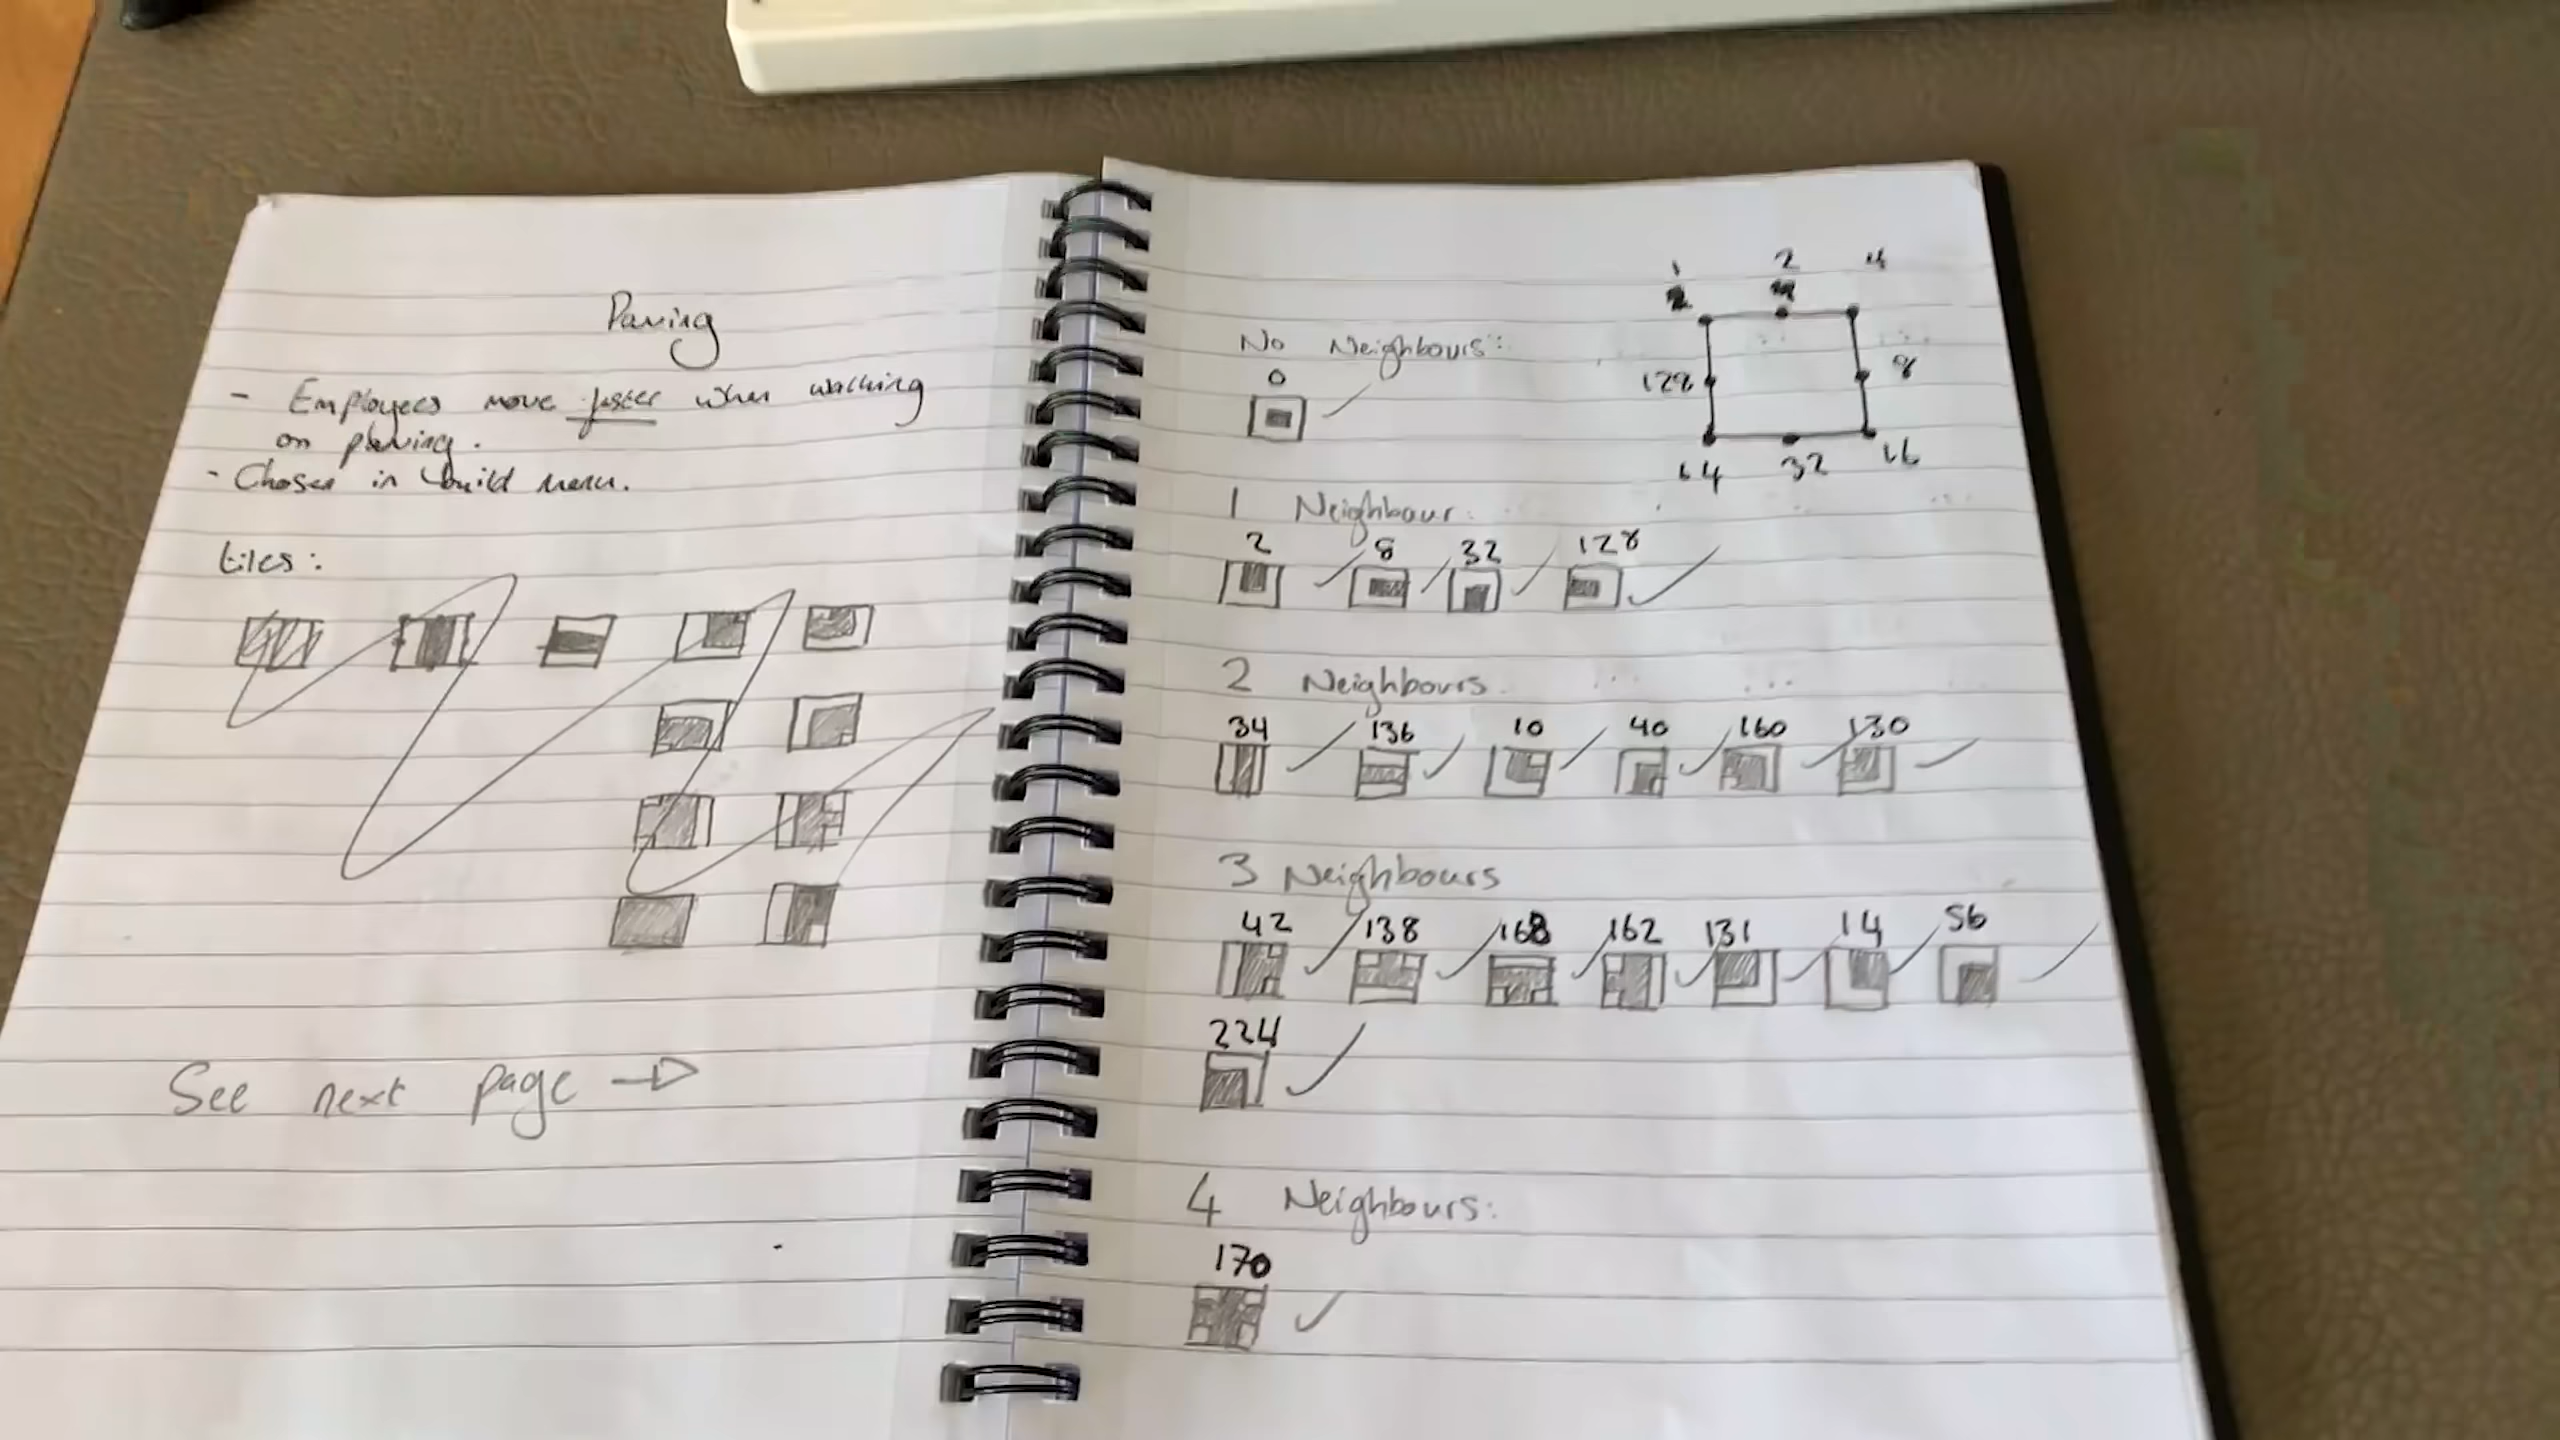 Paving
- Employees move faster when walking
on paving.
- Chosen in build menu.
tiles:
See next page
1 2 4
No Neighbours:
0
128 8
64 32 16
1 Neighbour:
2 8 32 128
2 Neighbours
34 136 10 40 160 130
3 Neighbours
42 138 168 162 131 14 56
224
4 Neighbours:
170